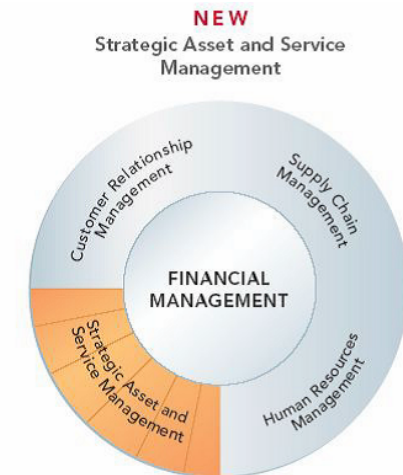 NEW
Strategic Asset and Service
Management
Customer Relationship
Management
Supply Chain
Management
FINANCIAL
MANAGEMENT
Strategic Asset and
Service Management
Human Resources
Management